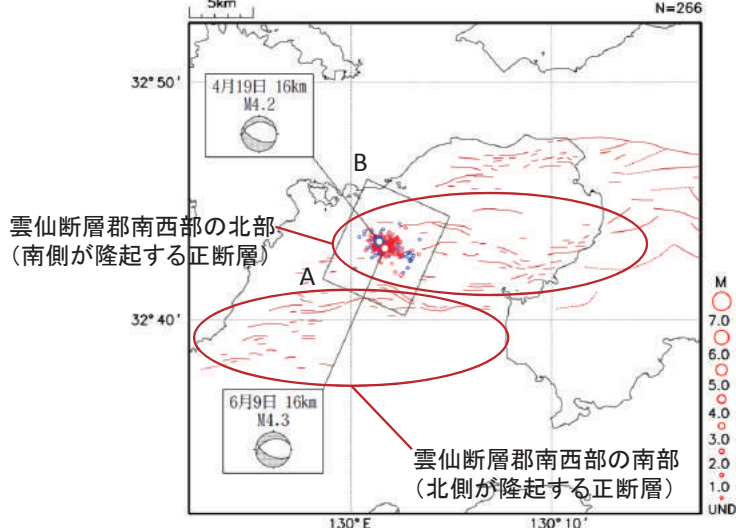 5km
N=266
32°50'
4月19日 16km
M4.2
B
雲仙断層郡南西部の北部
(南側が隆起する正断層)
A
32°40'
M
7.0
6.0
5.0
4.0
3.0
2.0
1.0
UND
6月9日 16km
M4.3
雲仙断層郡南西部の南部
(北側が隆起する正断層)
130°E
130°10'